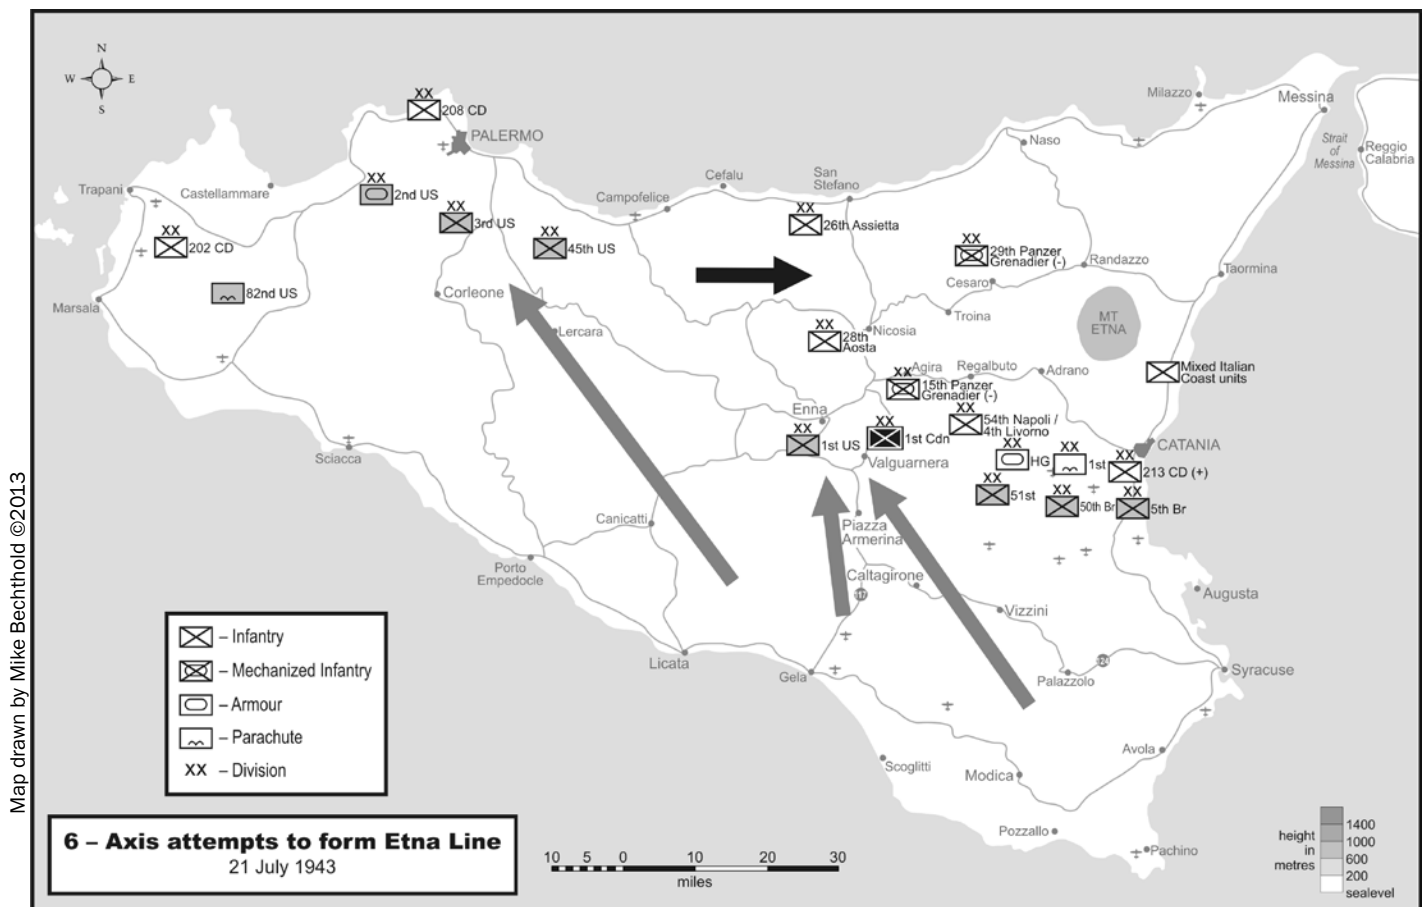 N
W E
S
Map drawn by Mike Bechthold ©2013
XX
208 CD
PALERMO
Milazzo
Messina
Strait
of
Messina
Reggio
Calabria
Naso
Trapani
Castellammare
XX
2nd US
Cefalu
San
Stefano
Campofelice
XX
3rd US
XX
26th Assietta
XX
202 CD
XX
45th US
XX
29th Panzer
Grenadier (-)
Randazzo
Taormina
Cesaro
82nd US
Corleone
Marsala
Troina
MT
ETNA
Lercara
XX
28th
Aosta
Nicosia
Agira
Regalbuto
Adrano
Mixed Italian
Coast units
XX
15th Panzer
Grenadier (-)
Enna
XX
54th Napoli /
4th Livorno
XX
1st US
XX
1st Cdn
Valguarnera
XX
HG
XX
1st
CATANIA
XX
213 CD (+)
Sciacca
XX
51st
XX
50th Br
XX
5th Br
Canicatti
Piazza
Armerina
Porto
Empedocle
Caltagirone
Augusta
Vizzini
Licata
Gela
Palazzolo
Syracuse
Avola
Scoglitti
Modica
Pozzallo
Pachino
– Infantry
– Mechanized Infantry
– Armour
– Parachute
XX – Division
6 – Axis attempts to form Etna Line
21 July 1943
10 5 0 10 20 30
miles
height
in
metres
1400
1000
600
200
sealevel